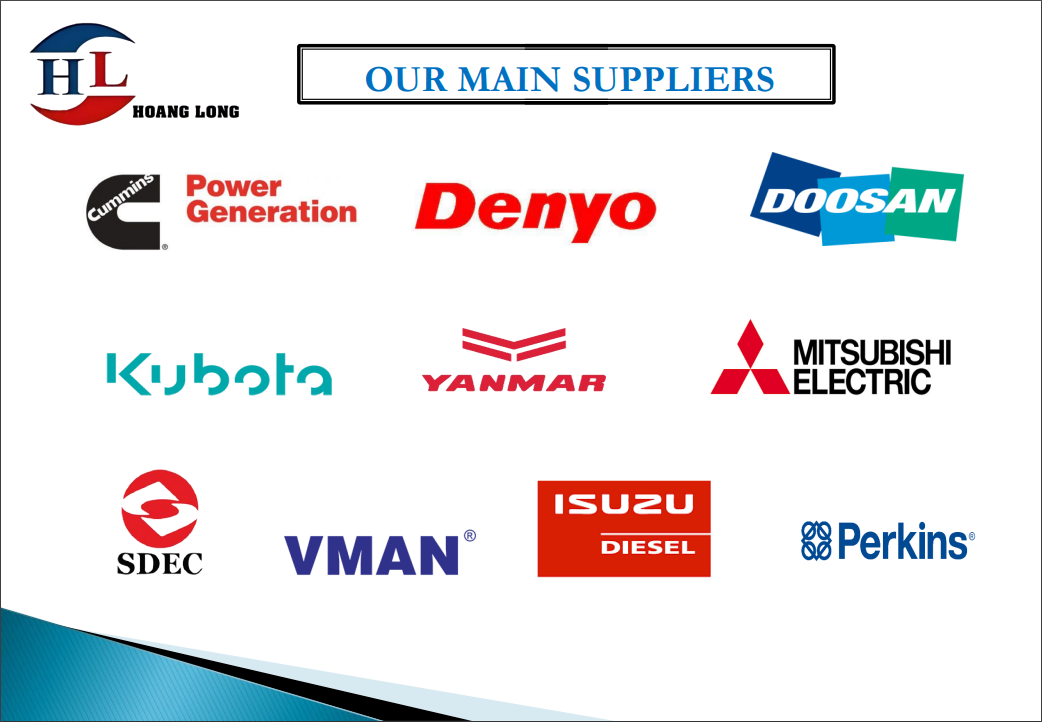 HL
HOANG LONG
OUR MAIN SUPPLIERS
Cummins
Power
Generation
®
Denyo
DOOSAN
Kubota
YANMAR
MITSUBISHI
ELECTRIC
SDEC
VMAN®
ISUZU
DIESEL
Perkins®